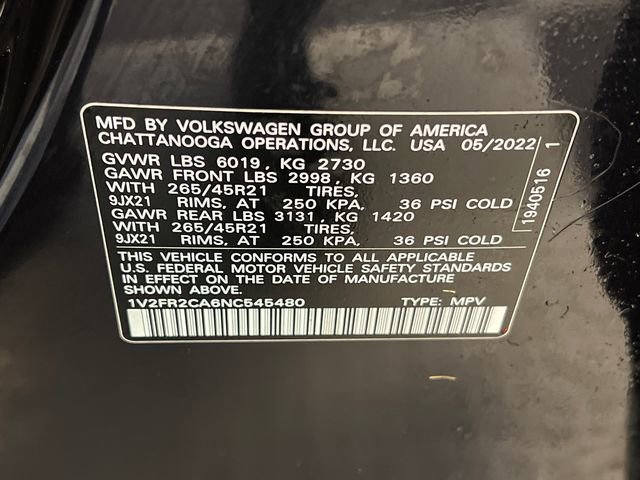 MFD BY VOLKSWAGEN GROUP OF AMERICA
CHATTANOOGA OPERATIONS, LLC. USA 05/2022
GVWR LBS 6019, KG 2730
GAWR FRONT LBS 2998, KG 1360
WITH 265/45R21 TIRES,
9JX21 RIMS, AT 250 KPA, 36 PSI COLD
GAWR REAR LBS 3131, KG 1420
WITH 265/45R21 TIRES,
9JX21 RIMS, AT 250 KPA, 36 PSI COLD
THIS VEHICLE CONFORMS TO ALL APPLICABLE
U.S. FEDERAL MOTOR VEHICLE SAFETY STANDARDS
IN EFFECT ON THE DATE OF MANUFACTURE
SHOWN ABOVE.
1V2FR2CA6NC545480 TYPE: MPV
1940516 1